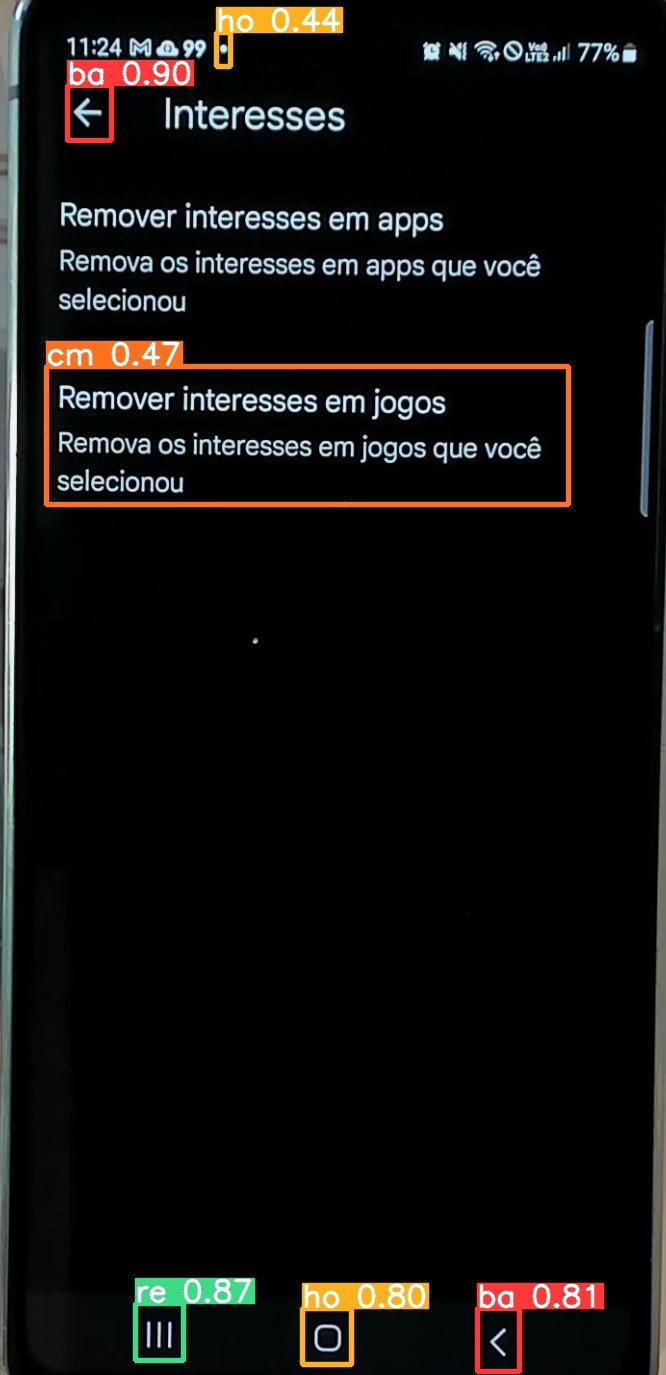 ho 0.44
11:24 99 Vo) LTE2 77%
ba 0.90
Interesses
Remover interesses em apps
Remova os interesses em apps que você
selecionou
cm 0.47
Remover interesses em jogos
Remova os interesses em jogos que você
selecionou
re 0.87
ho 0.80
ba 0.81